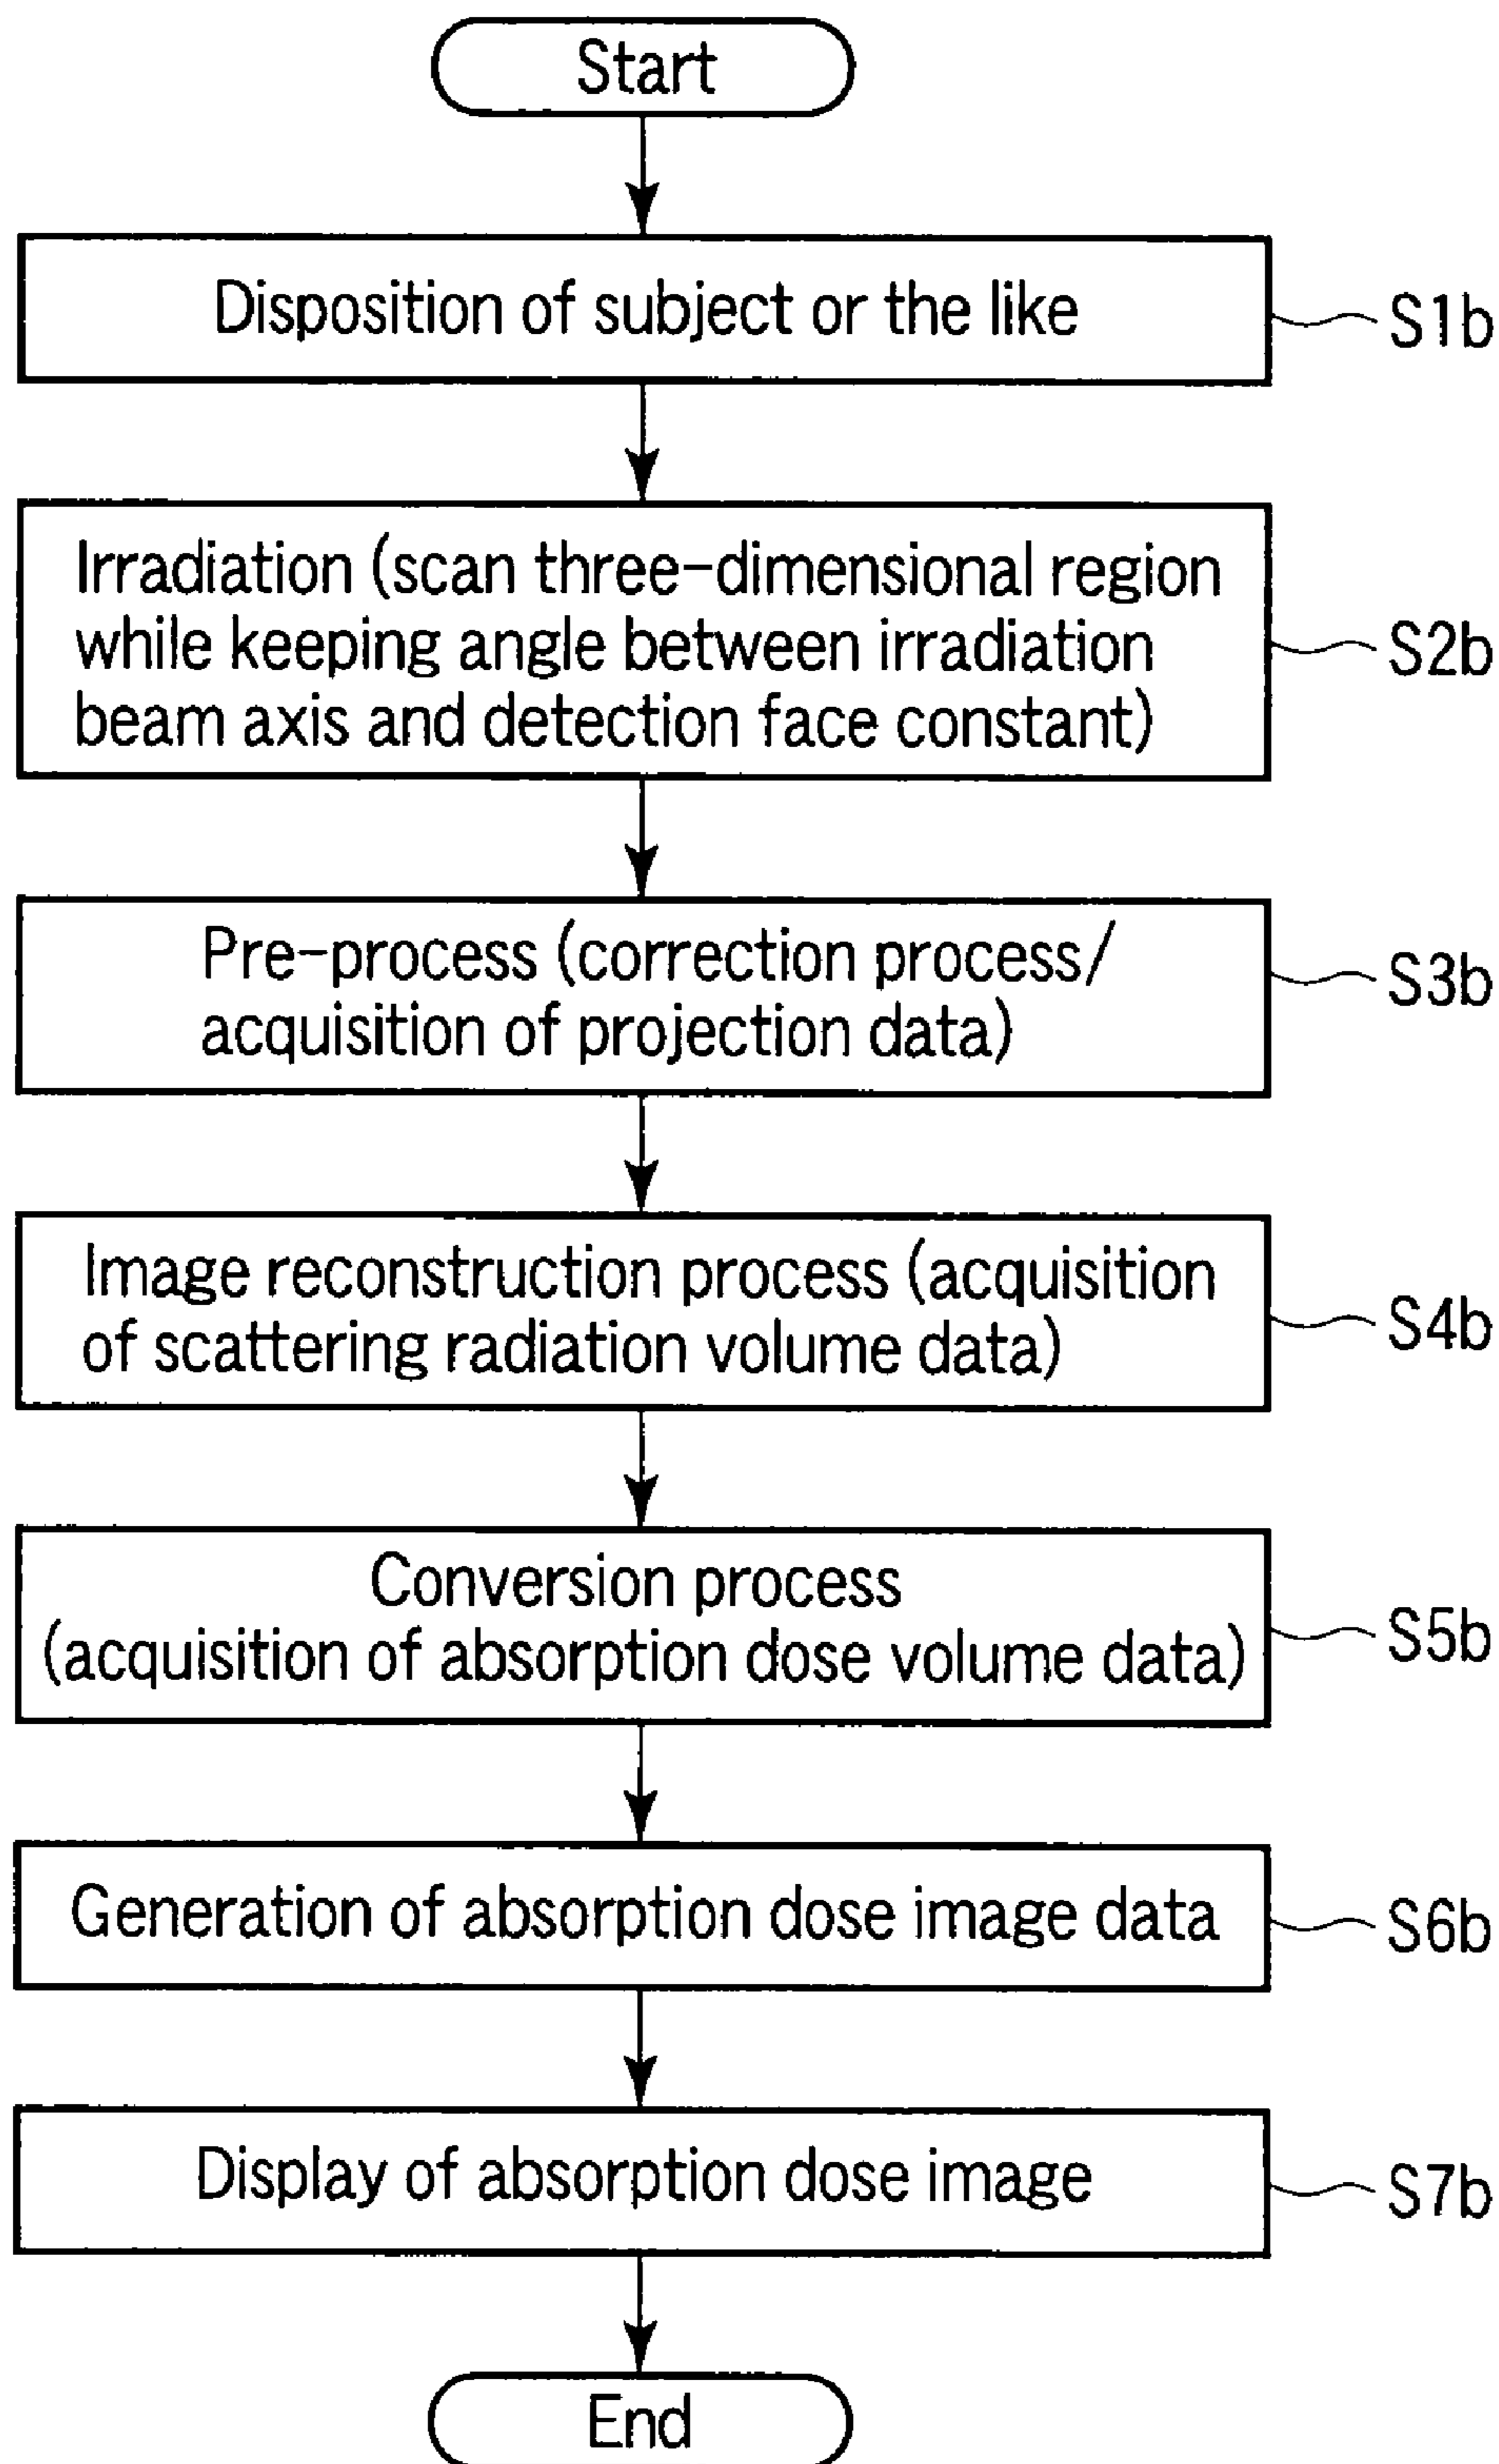 Start
Disposition of subject or the like
S1b
Irradiation (scan three-dimensional region
while keeping angle between irradiation
beam axis and detection face constant)
S2b
Pre-process (correction process/
acquisition of projection data)
S3b
Image reconstruction process (acquisition
of scattering radiation volume data)
S4b
Conversion process
(acquisition of absorption dose volume data)
S5b
Generation of absorption dose image data
S6b
Display of absorption dose image
S7b
End